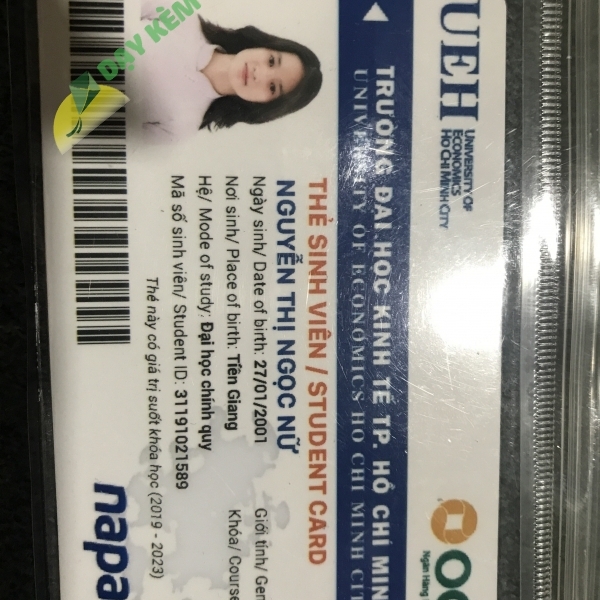 UEH
UNIVERSITY OF
ECONOMICS
HO CHI MINH CITY
Ngân Hàng
TRƯỜNG ĐẠI HỌC KINH TẾ TP. HỒ CHÍ
UNIVERSITY OF ECONOMICS HO CHI MINH
THẺ SINH VIÊN / STUDENT CARD
NGUYỄN THỊ NGỌC NỮ
Ngày sinh/ Date of birth: 27/01/2001
Giới tính/
Nơi sinh/ Place of birth: Tiền Giang
Khóa/ Course
Hệ/ Mode of study: Đại học chính quy
Mã số sinh viên/ Student ID: 31191021589
Thẻ này có giá trị suốt khóa học (2019 - 2023)
DẠY KÈM